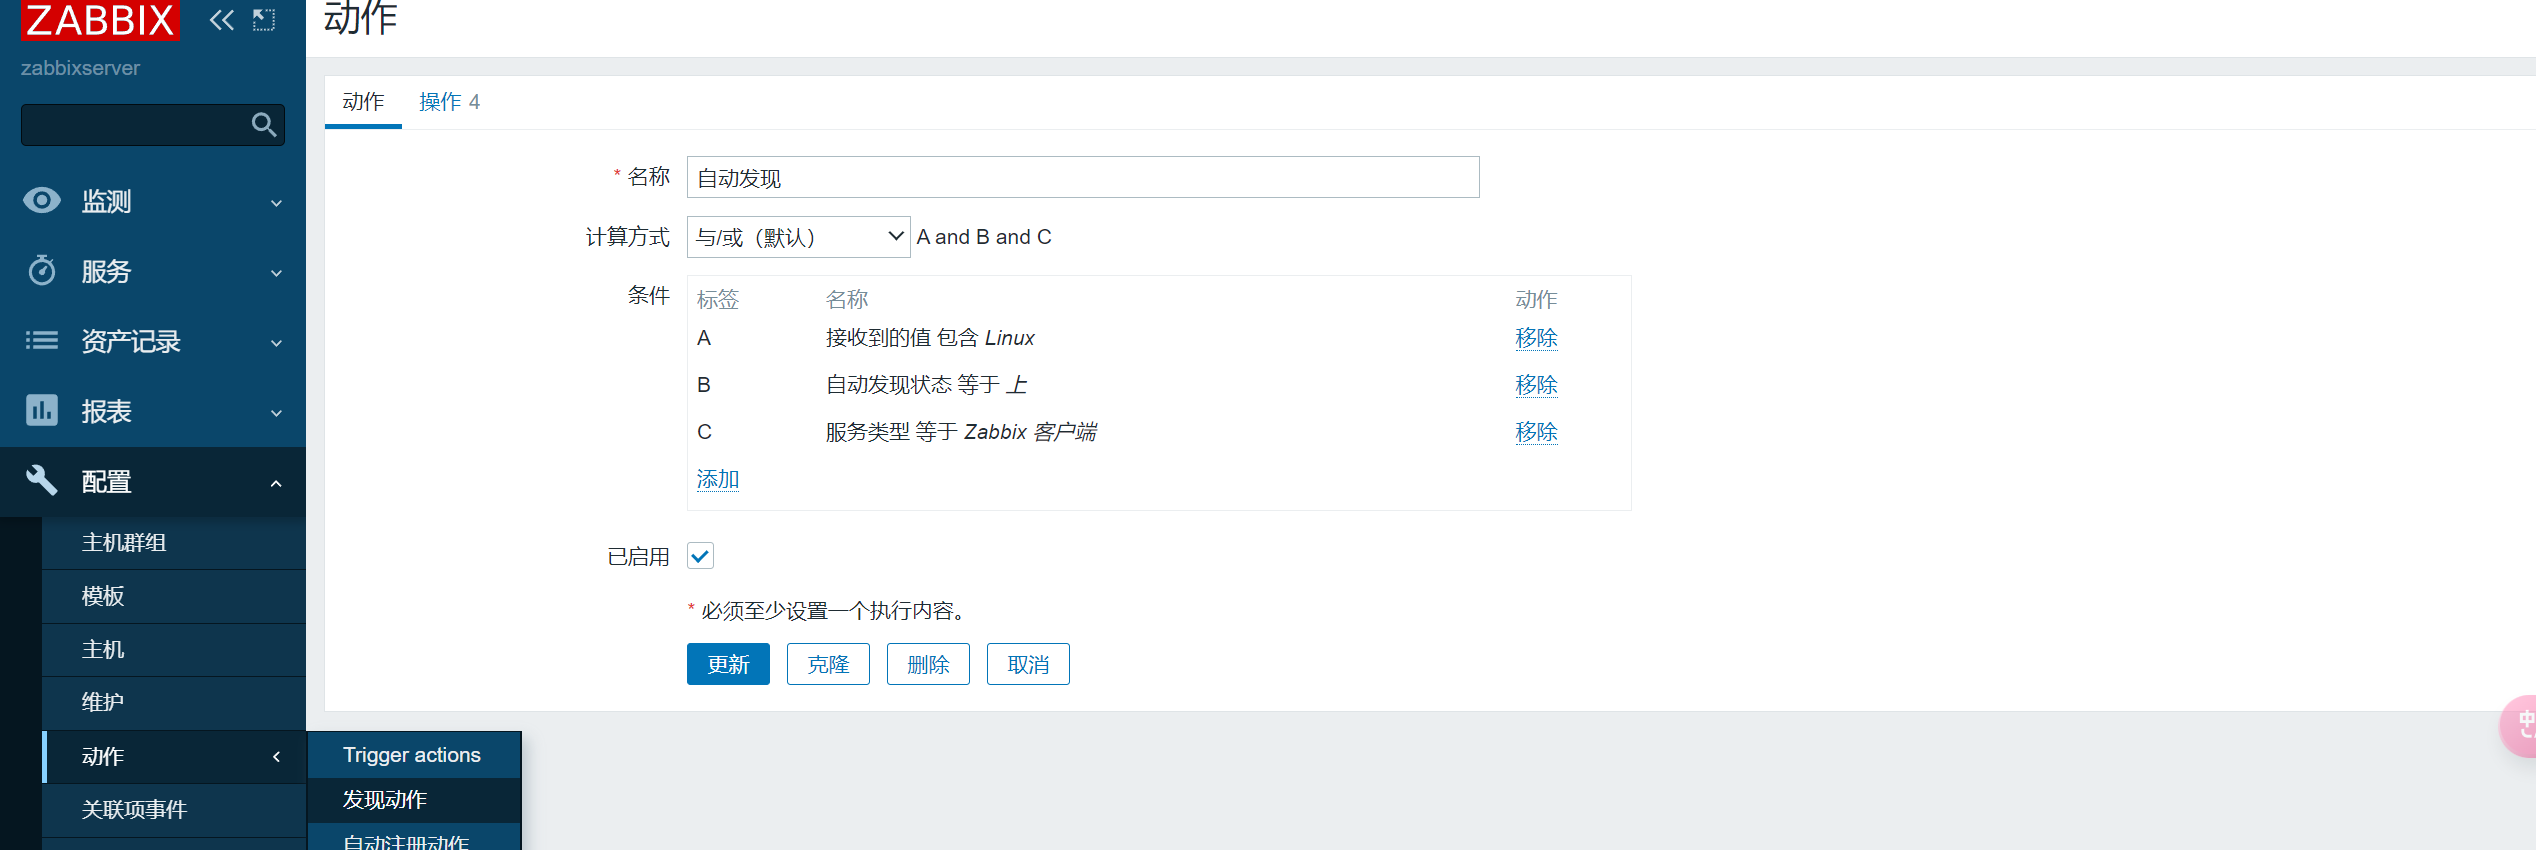 ZABBIX
zabbixserver
监测
服务
资产记录
报表
配置
主机群组
模板
主机
维护
动作
关联项事件
Trigger actions
发现动作
自动注册动作
动作
动作 操作 4
* 名称 自动发现
计算方式 与/或（默认） A and B and C
条件 标签 名称 动作
A 接收到的值 包含 Linux 移除
B 自动发现状态 等于 上 移除
C 服务类型 等于 Zabbix 客户端 移除
添加
已启用
* 必须至少设置一个执行内容。
更新 克隆 删除 取消